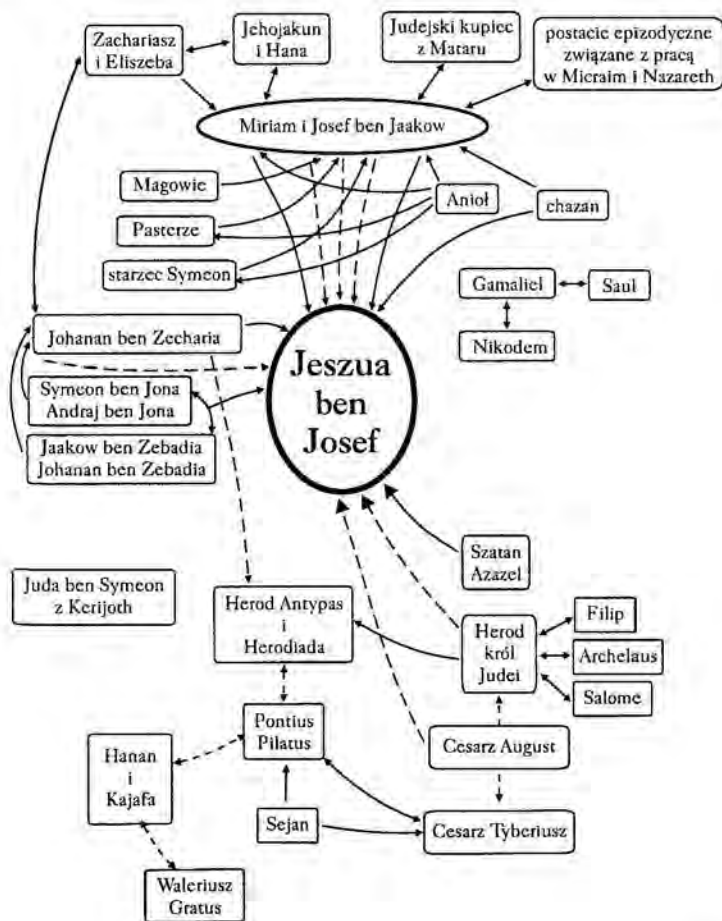 Zachariasz
i Eliszeba
Jehojakun
i Hana
Judejski kupiec
z Mataru
postacie epizodyczne
związane z pracą
w Micraim i Nazareth
Miriam i Josef ben Jaakow
Magowie
Anioł
chazan
Pasterze
starzec Symeon
Gamaliel
Saul
Nikodem
Johanan ben Zecharia
Jeszua
ben
Josef
Symeon ben Jona
Andraj ben Jona
Jaakow ben Zebadia
Johanan ben Zebadia
Szatan
Azazel
Juda ben Symeon
z Kerijoth
Herod Antypas
i
Herodiada
Herod
król
Judei
Filip
Archelaus
Salome
Pontius
Pilatus
Cesarz August
Hanan
i
Kajafa
Sejan
Cesarz Tyberiusz
Waleriusz
Gratus